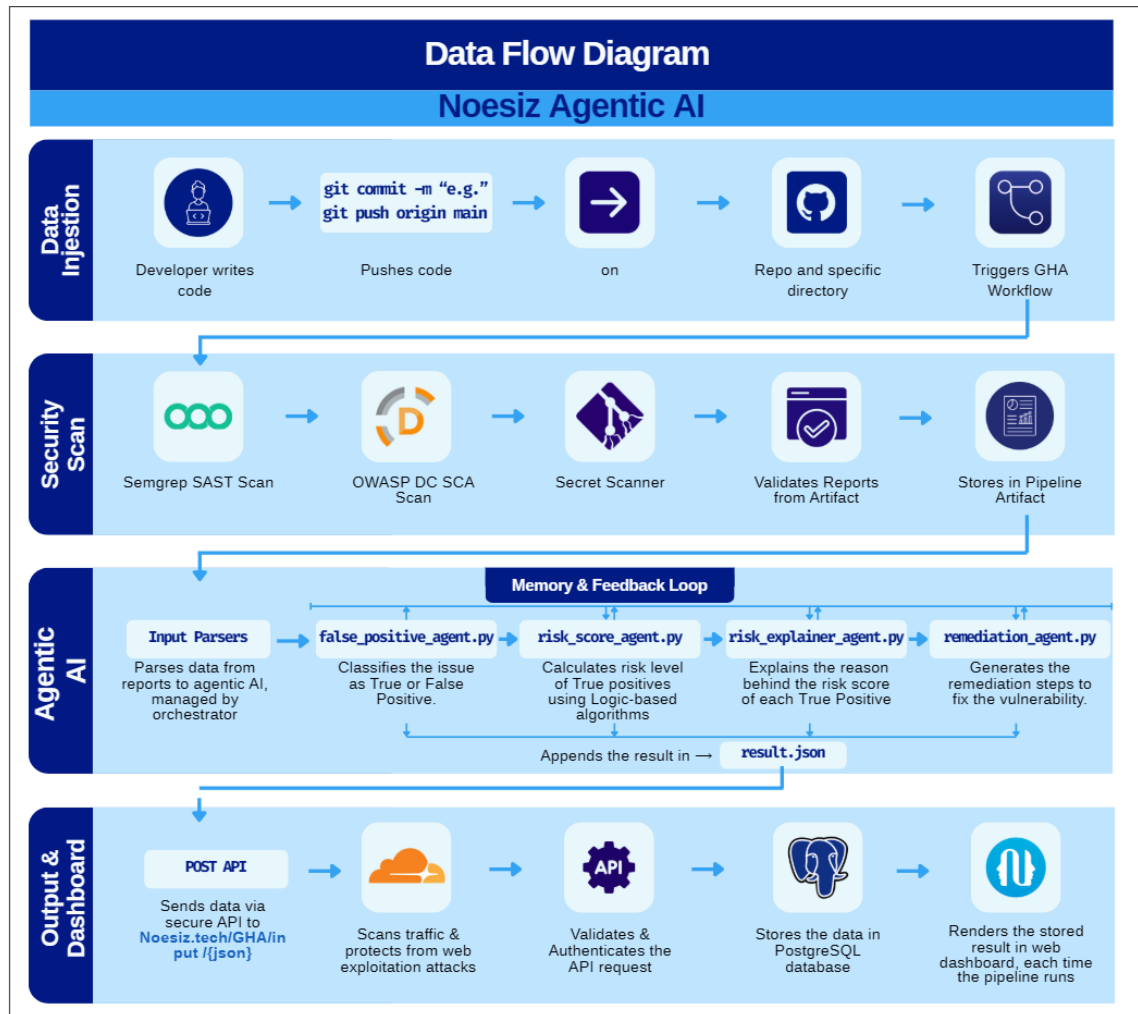 Data Flow Diagram
Noesiz Agentic AI
Data
Injestion
git commit -m “e.g.”
git push origin main
Developer writes
code
Pushes code
on
Repo and specific
directory
Triggers GHA
Workflow
Security
Scan
D
Semgrep SAST Scan
OWASP DC SCA
Scan
Secret Scanner
Validates Reports
from Artifact
Stores in Pipeline
Artifact
Agentic
AI
Memory & Feedback Loop
Input Parsers
Parses data from
reports to agentic AI,
managed by
orchestrator
false_positive_agent.py
Classifies the issue
as True or False
Positive.
risk_score_agent.py
Calculates risk level
of True positives
using Logic-based
algorithms
risk_explainer_agent.py
Explains the reason
behind the risk score
of each True Positive
remediation_agent.py
Generates the
remediation steps to
fix the vulnerability.
Appends the result in → result.json
Output &
Dashboard
POST API
Sends data via
secure API to
Noesiz.tech/GHA/in
put /{json}
Scans traffic &
protects from web
exploitation attacks
API
Validates &
Authenticates the
API request
Stores the data in
PostgreSQL
database
Renders the stored
result in web
dashboard, each time
the pipeline runs